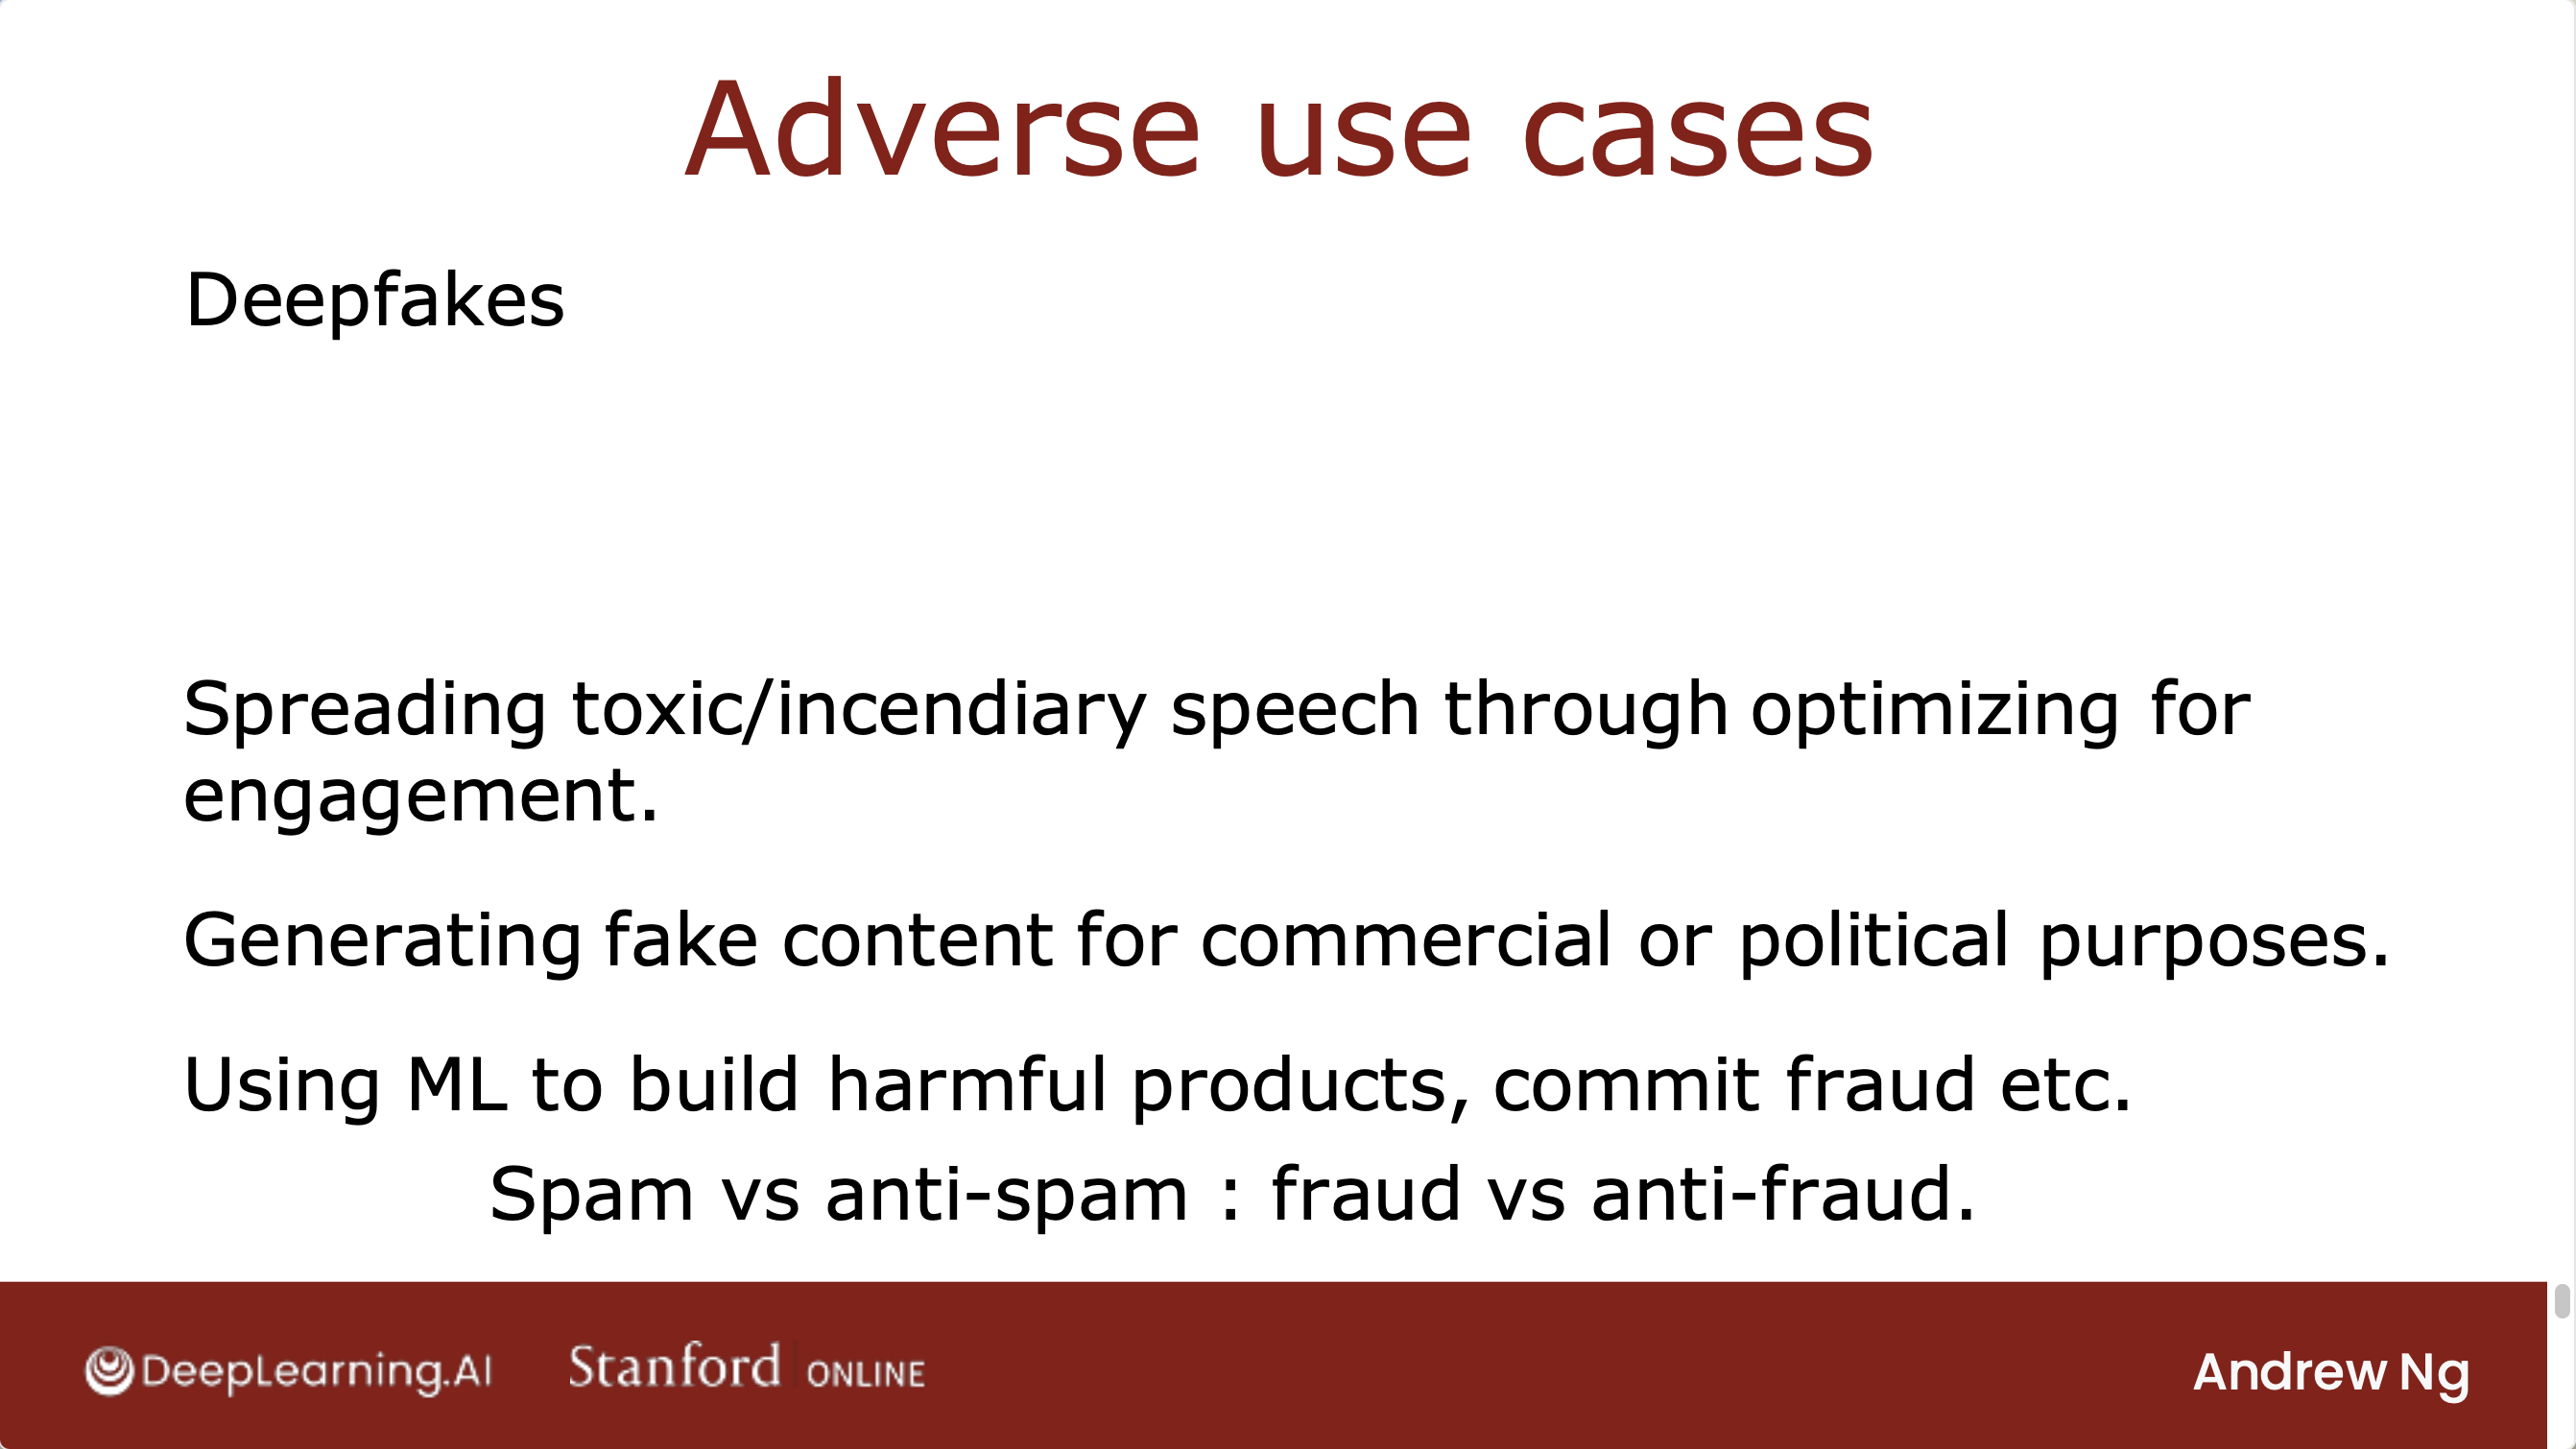 Adverse use cases
Deepfakes
Spreading toxic/incendiary speech through optimizing for
engagement.
Generating fake content for commercial or political purposes.
Using ML to build harmful products, commit fraud etc.
Spam vs anti-spam : fraud vs anti-fraud.
DeepLearning.AI Stanford ONLINE Andrew Ng